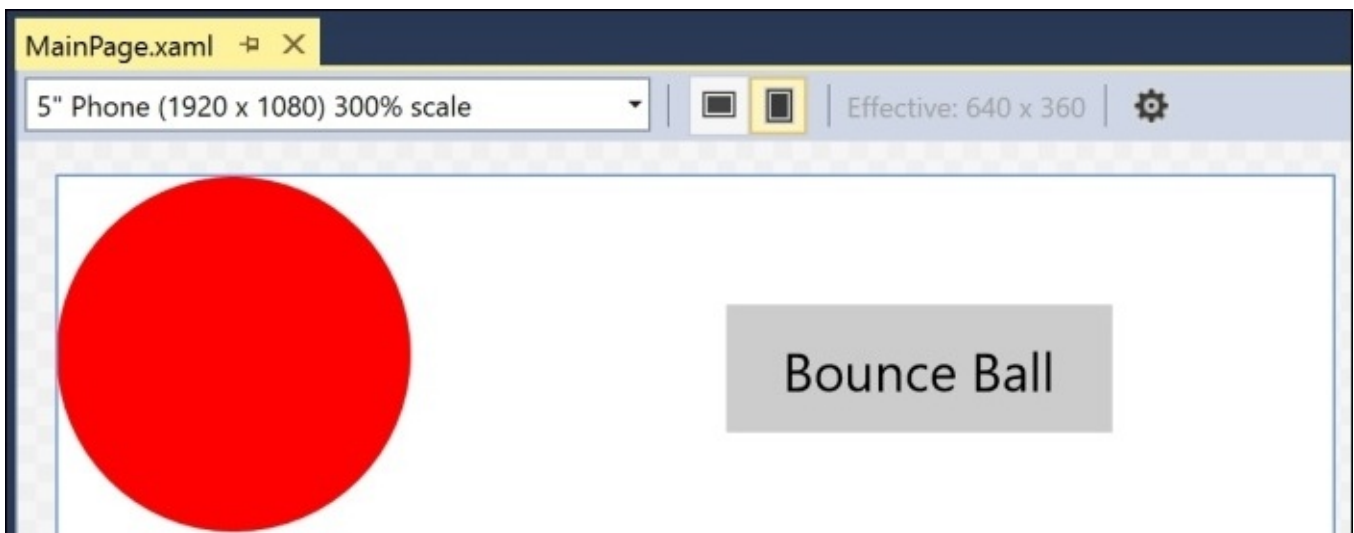 MainPage.xaml
5" Phone (1920 x 1080) 300% scale
Effective: 640 x 360
Bounce Ball